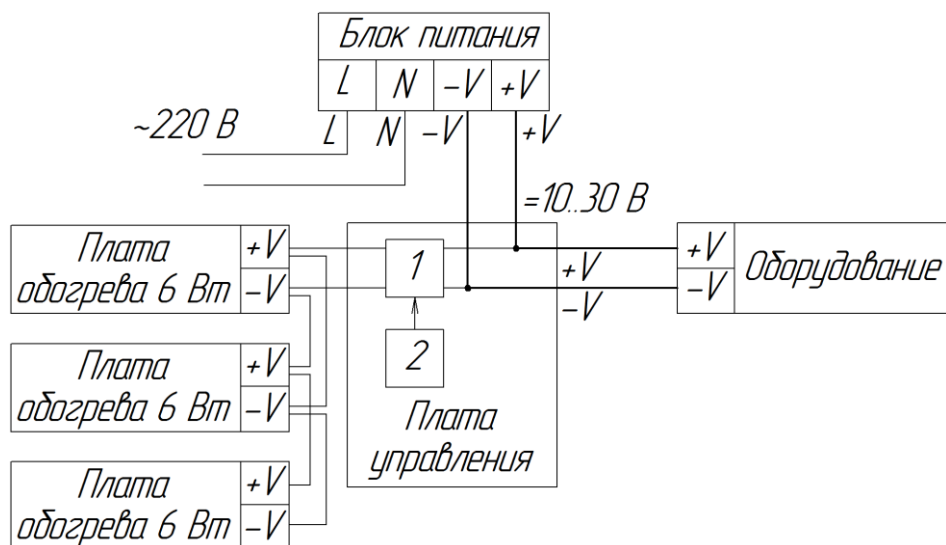 Блок питания
L N –V +V
~220 В L N –V +V
=10..30 В
Плата
обогрева 6 Вт
+V
–V
1
2
Плата
управления
+V
–V
+V
–V
Оборудование
Плата
обогрева 6 Вт
+V
–V
Плата
обогрева 6 Вт
+V
–V